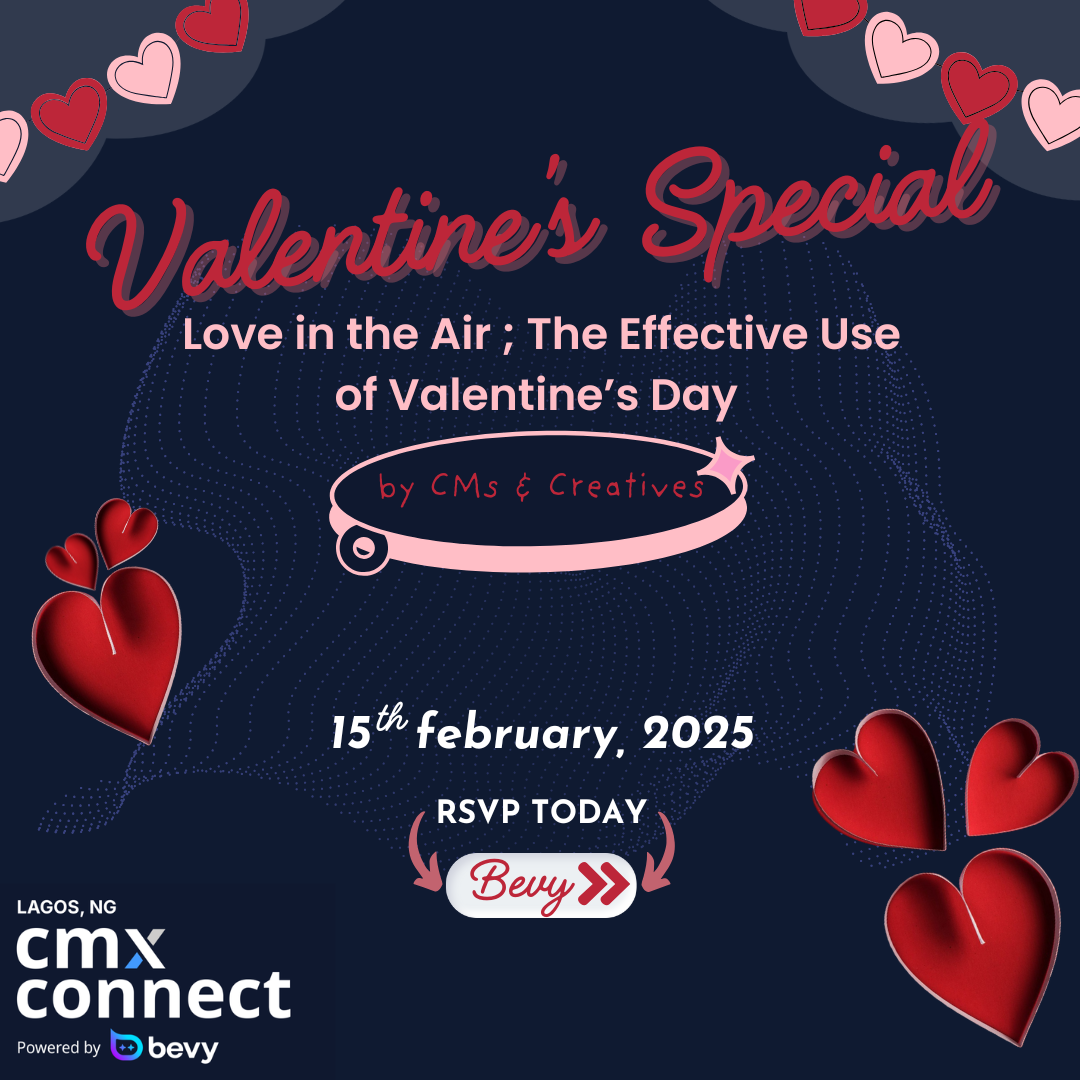 Valentine's Special
Love in the Air ; The Effective Use
of Valentine’s Day
by CMs & Creatives
15th february, 2025
RSVP TODAY
Bevy
LAGOS, NG
cmx
connect
Powered by bevy